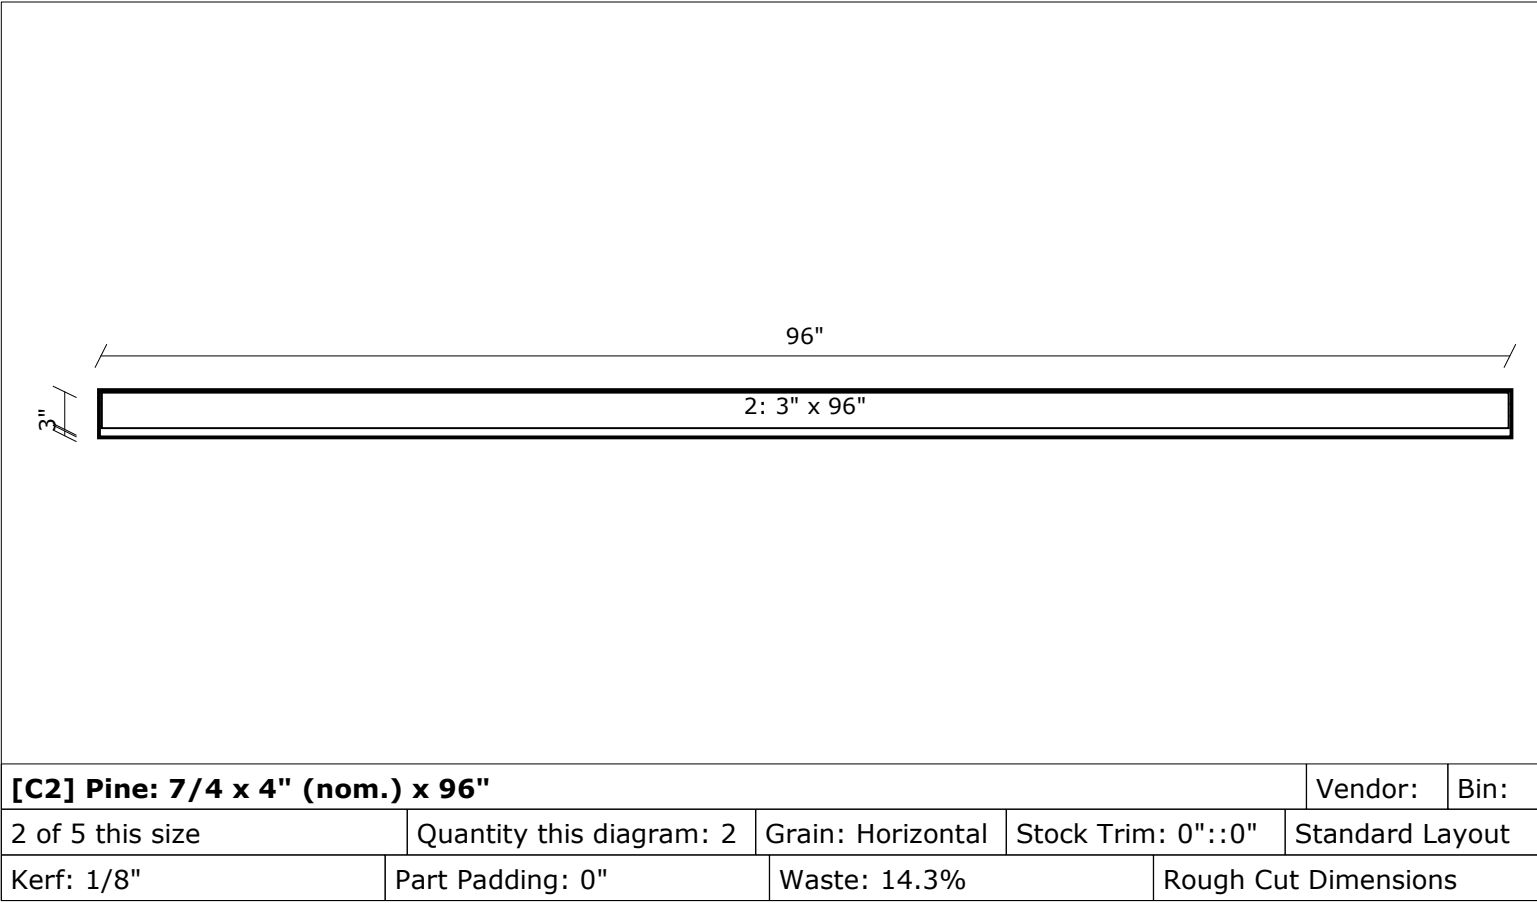 96"
3"
2: 3" x 96"
[C2] Pine: 7/4 x 4" (nom.) x 96"
Vendor:
Bin:
2 of 5 this size
Quantity this diagram: 2
Grain: Horizontal
Stock Trim: 0"::0"
Standard Layout
Kerf: 1/8"
Part Padding: 0"
Waste: 14.3%
Rough Cut Dimensions